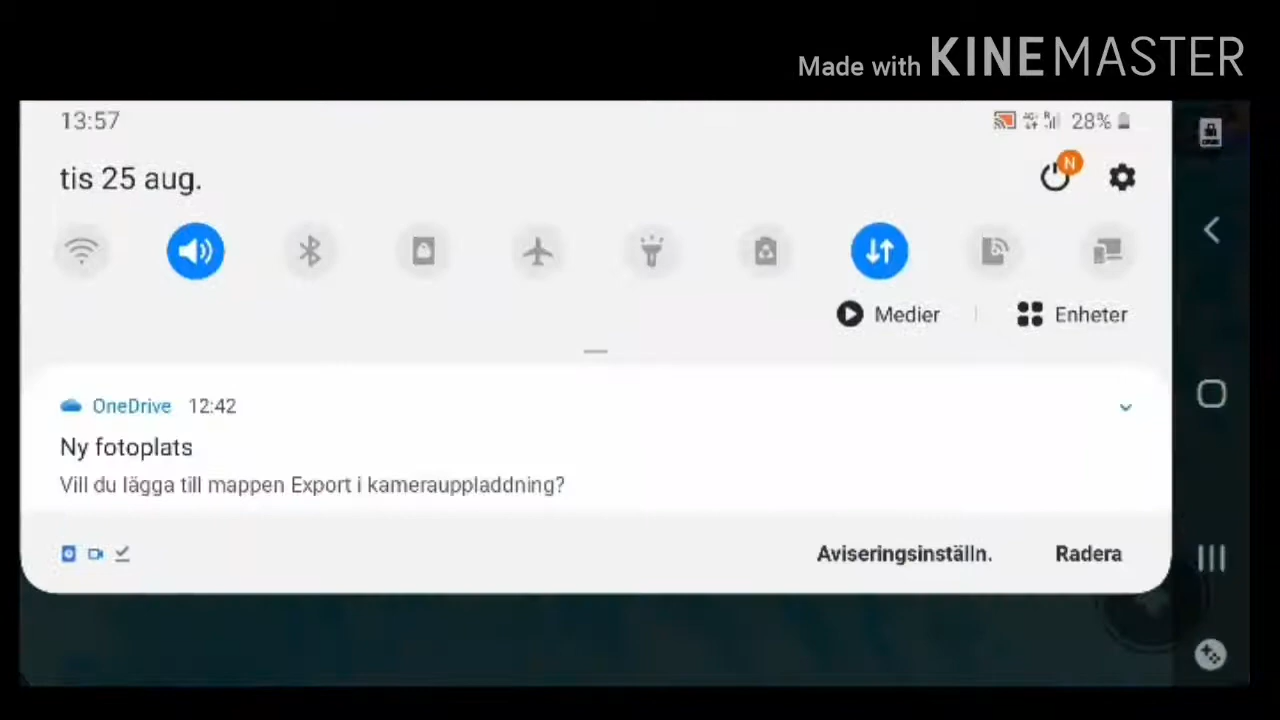 Made with KINEMASTER
13:57
28%
tis 25 aug.
N
Medier
Enheter
OneDrive 12:42
Ny fotoplats
Vill du lägga till mappen Export i kamerauppladdning?
Aviseringsinställn.
Radera